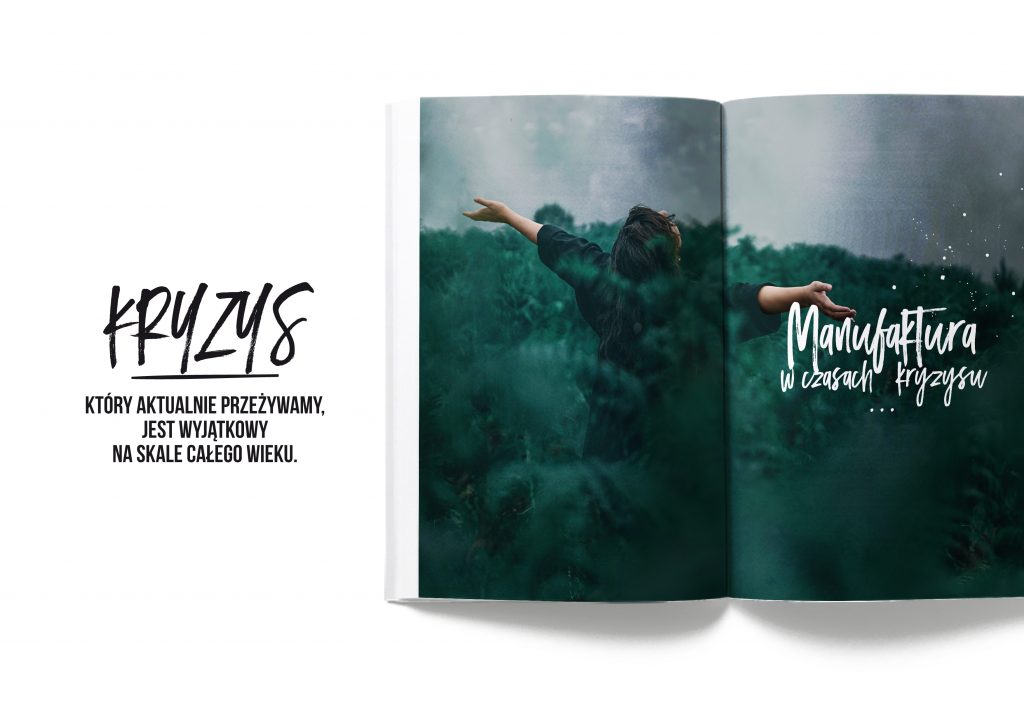 KRYZYS
KTÓRY AKTUALNIE PRZEŻYWAMY,
JEST WYJĄTKOWY
NA SKALE CAŁEGO WIEKU.
Manufaktura
w czasach kryzysu
...